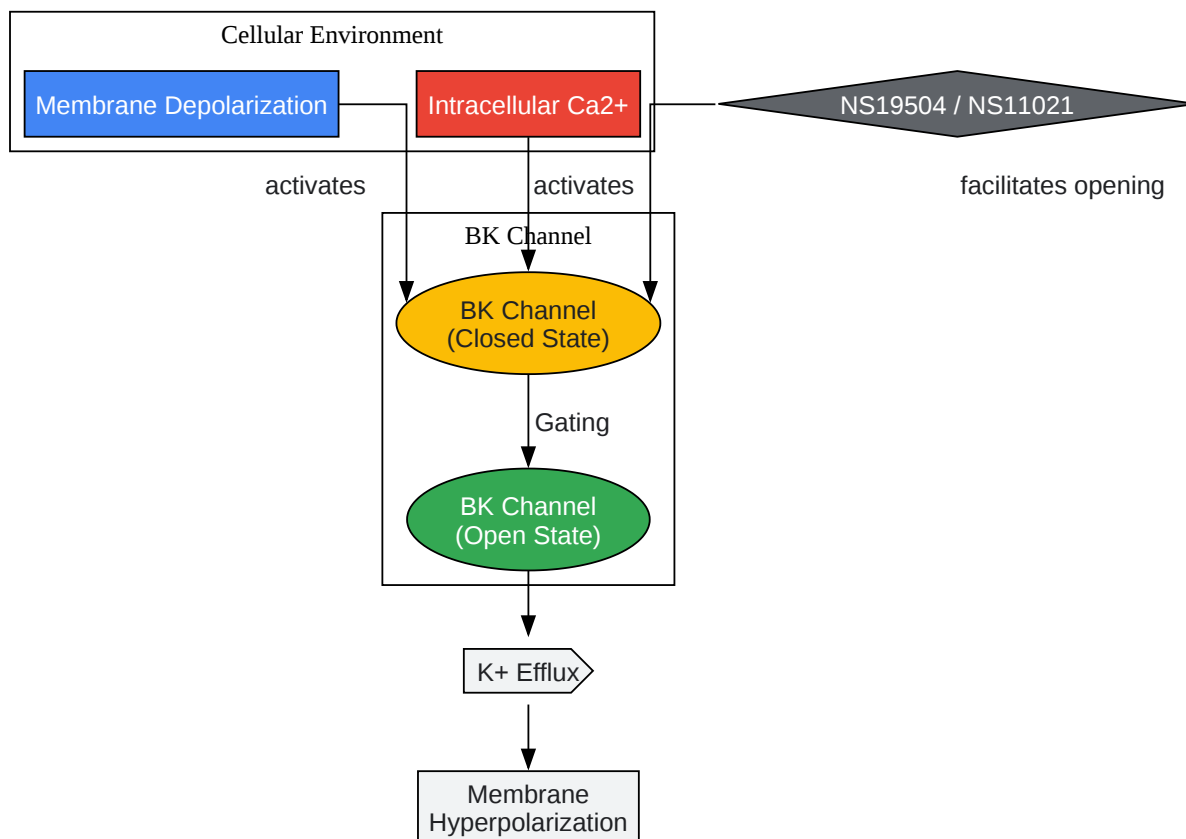 Cellular Environment
Membrane Depolarization
Intracellular Ca2+
NS19504 / NS11021
activates
activates
facilitates opening
BK Channel
BK Channel
(Closed State)
Gating
BK Channel
(Open State)
K+ Efflux
Membrane
Hyperpolarization